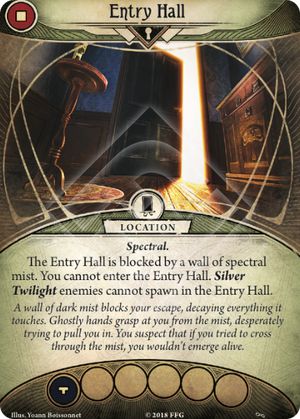 Entry Hall
LOCATION
Spectral.
The Entry Hall is blocked by a wall of spectral
mist. You cannot enter the Entry Hall. Silver
Twilight enemies cannot spawn in the Entry Hall.
A wall of dark mist blocks your escape, decaying everything it
touches. Ghostly hands grasp at you from the mist, desperately
trying to pull you in. You suspect that if you tried to cross
through the mist, you wouldn't emerge alive.
Illus. Yoann Boissonnet
© 2018 FFG